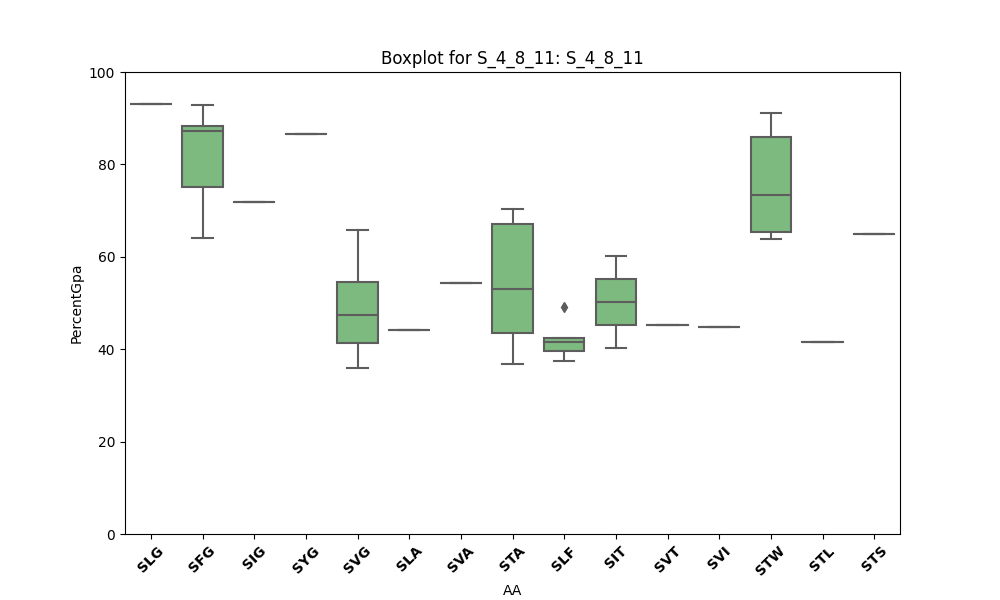 Boxplot for S_4_8_11: S_4_8_11
100
80
60
40
20
0
PercentGpa
SLG SFG SIG SYG SVG SLA SVA STA SLF SIT SVT SVI STW STL STS
AA